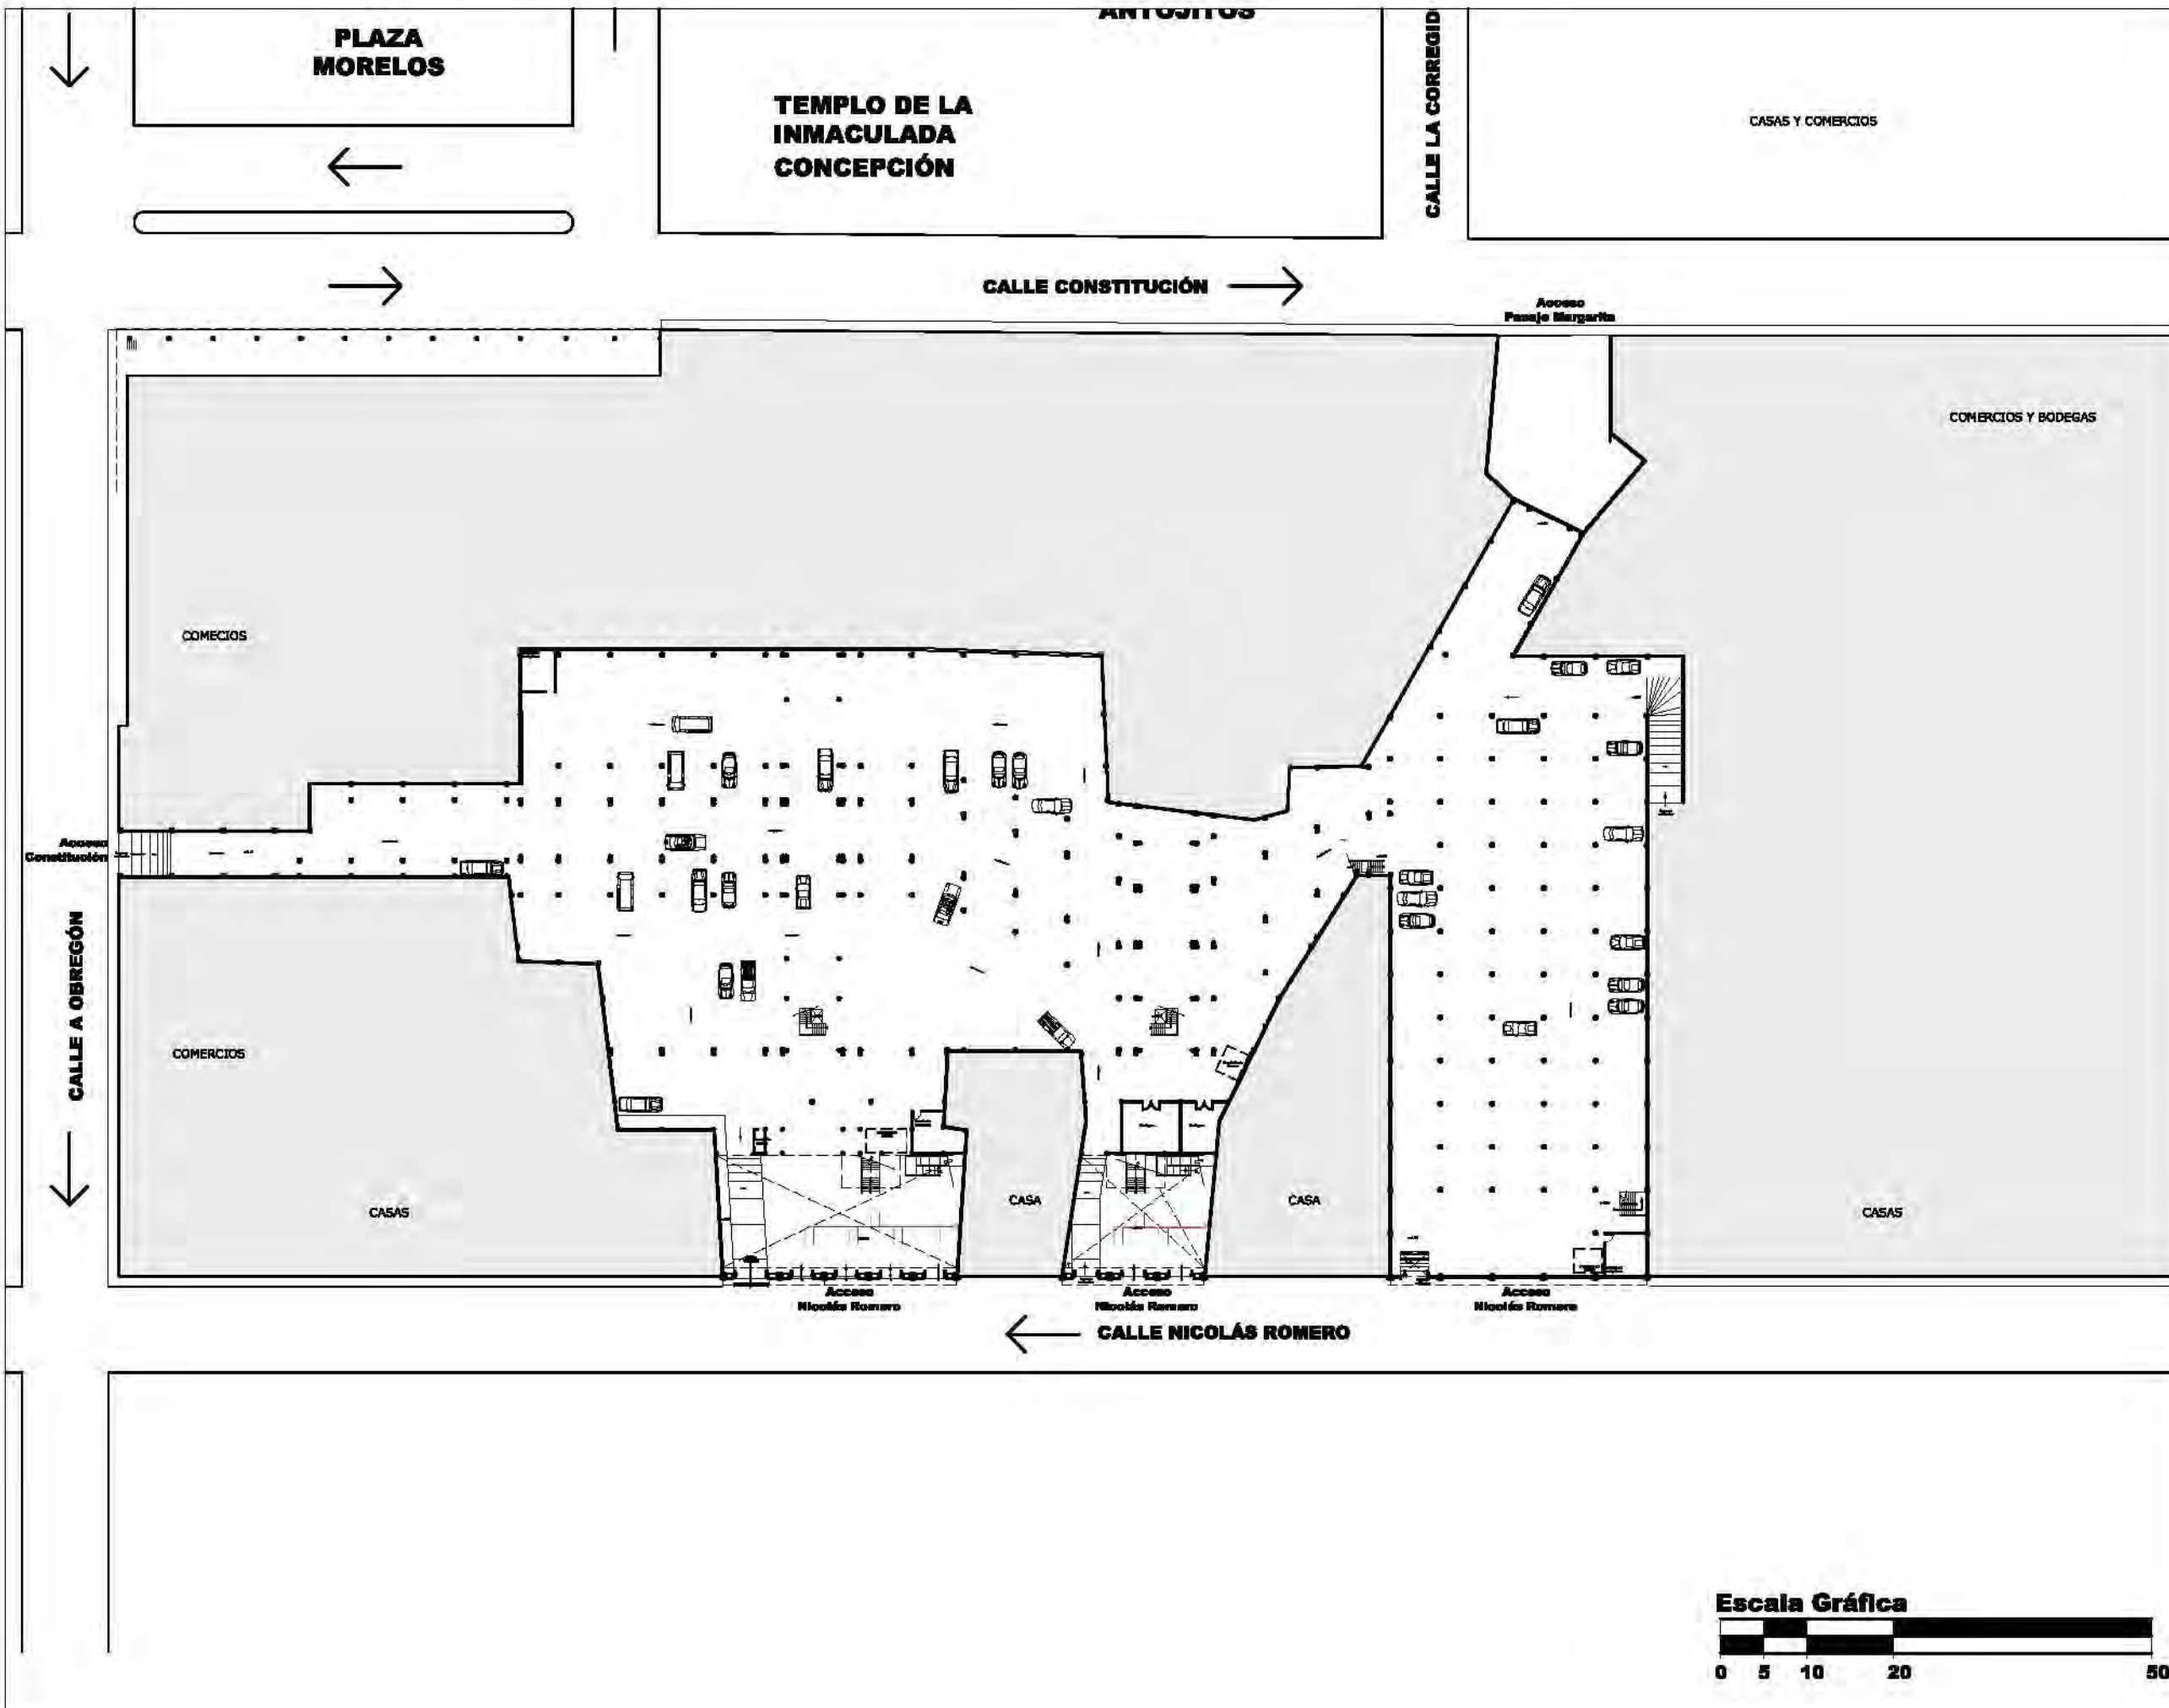 ANTOJITOS
PLAZA
MORELOS
TEMPLO DE LA
INMACULADA
CONCEPCIÓN
CALLE LA CORREGID
CASAS Y COMERCIOS
CALLE CONSTITUCIÓN
Acceso
Pasaje Margarita
COMERCIOS Y BODEGAS
COMECIOS
Acceso
Constitución
CALLE A OBREGÓN
COMERCIOS
CASAS
CASA
CASA
CASAS
Acceso
Nicolás Romero
Acceso
Nicolás Romero
Acceso
Nicolás Romero
CALLE NICOLÁS ROMERO
Escala Gráfica
0 5 10 20 50